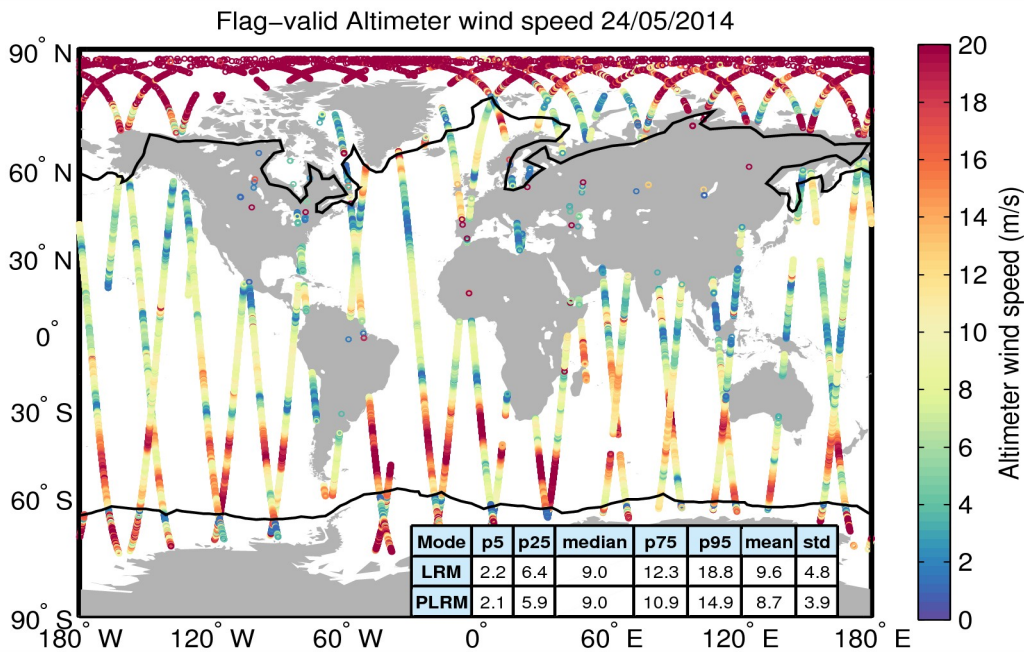 Flag−valid Altimeter wind speed 24/05/2014
90° N
60° N
30° N
0°
30° S
60° S
90° S
180° W
120° W
60° W
0°
60° E
120° E
180° E
Mode p5 p25 median p75 p95 mean std
LRM 2.2 6.4 9.0 12.3 18.8 9.6 4.8
PLRM 2.1 5.9 9.0 10.9 14.9 8.7 3.9
20
18
16
14
12
10
8
6
4
2
0
Altimeter wind speed (m/s)